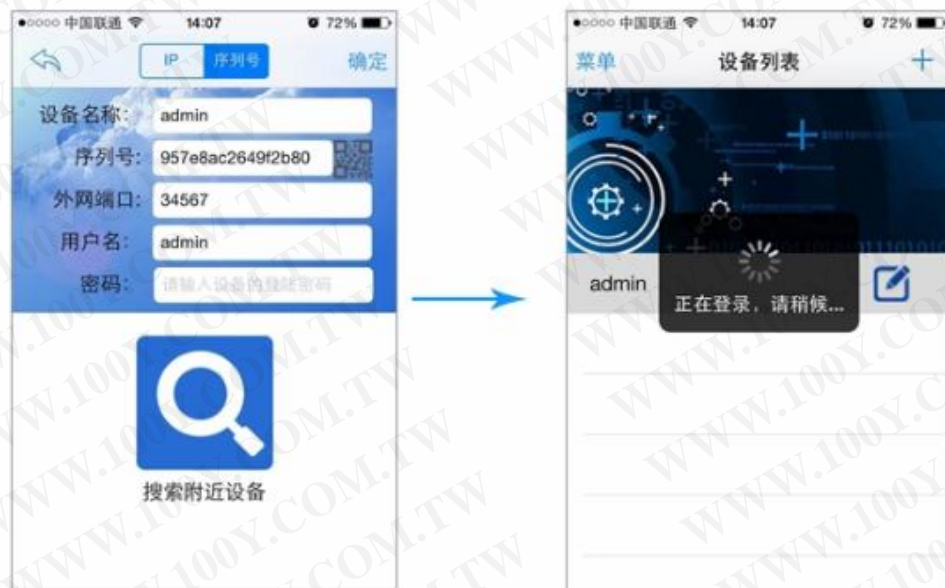 中国联通 14:07 72%
IP 序列号 确定
设备名称: admin
序列号: 957e8ac2649f2b80
外网端口: 34567
用户名: admin
密码: 请输入设备的登陆密码
搜索附近设备
中国联通 14:07 72%
菜单 设备列表 +
admin
正在登录，请稍候...
WWW.100Y.COM.TW